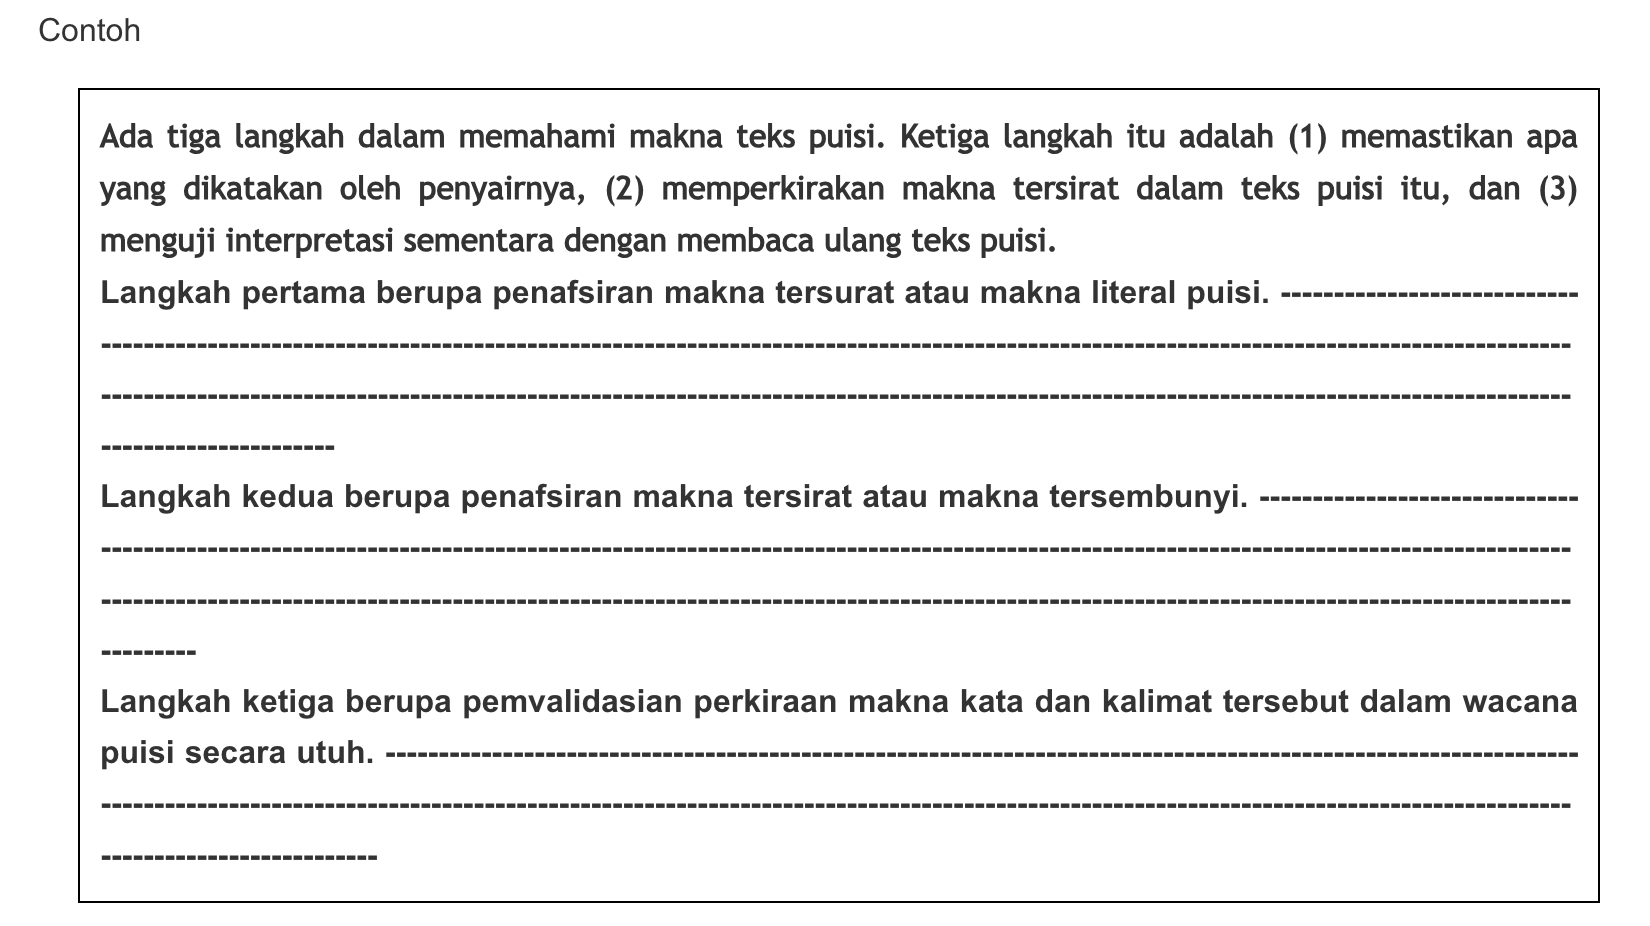 Contoh
Ada tiga langkah dalam memahami makna teks puisi. Ketiga langkah itu adalah (1) memastikan apa
yang dikatakan oleh penyairnya, (2) memperkirakan makna tersirat dalam teks puisi itu, dan (3)
menguji interpretasi sementara dengan membaca ulang teks puisi.
Langkah pertama berupa penafsiran makna tersurat atau makna literal puisi. ----------------------------
------------------------------------------------------------------------------------------------------------------------------------------
------------------------------------------------------------------------------------------------------------------------------------------
----------------------
Langkah kedua berupa penafsiran makna tersirat atau makna tersembunyi. ------------------------------
------------------------------------------------------------------------------------------------------------------------------------------
------------------------------------------------------------------------------------------------------------------------------------------
---------
Langkah ketiga berupa pemvalidasian perkiraan makna kata dan kalimat tersebut dalam wacana
puisi secara utuh. ----------------------------------------------------------------------------------------------------------------
------------------------------------------------------------------------------------------------------------------------------------------
--------------------------